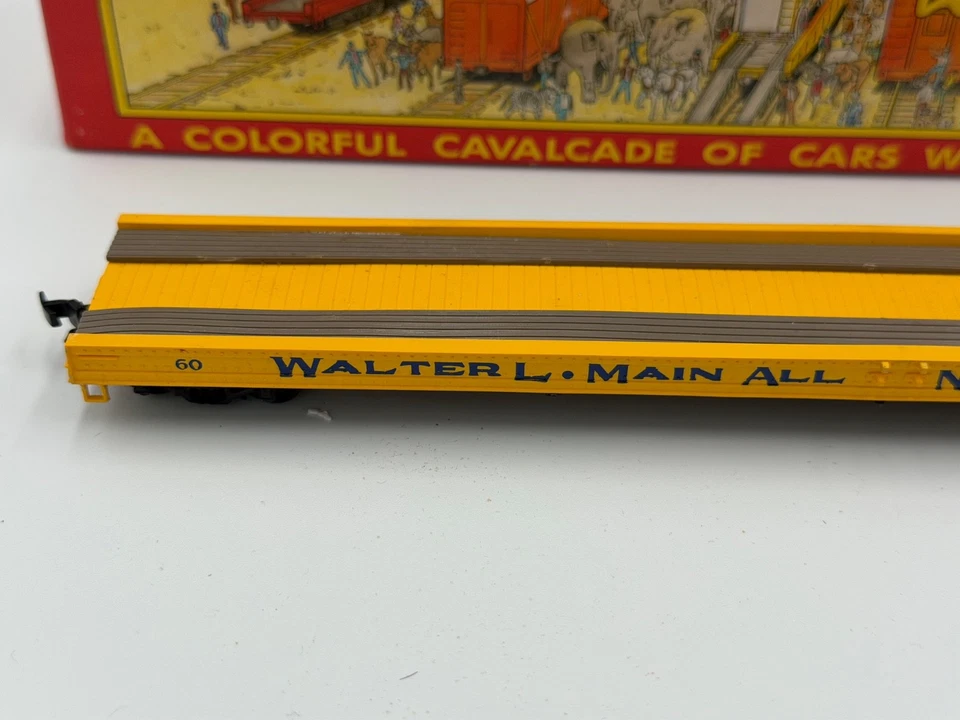 A COLORFUL CAVALCADE OF CARS W
60 WALTER L. MAIN ALL